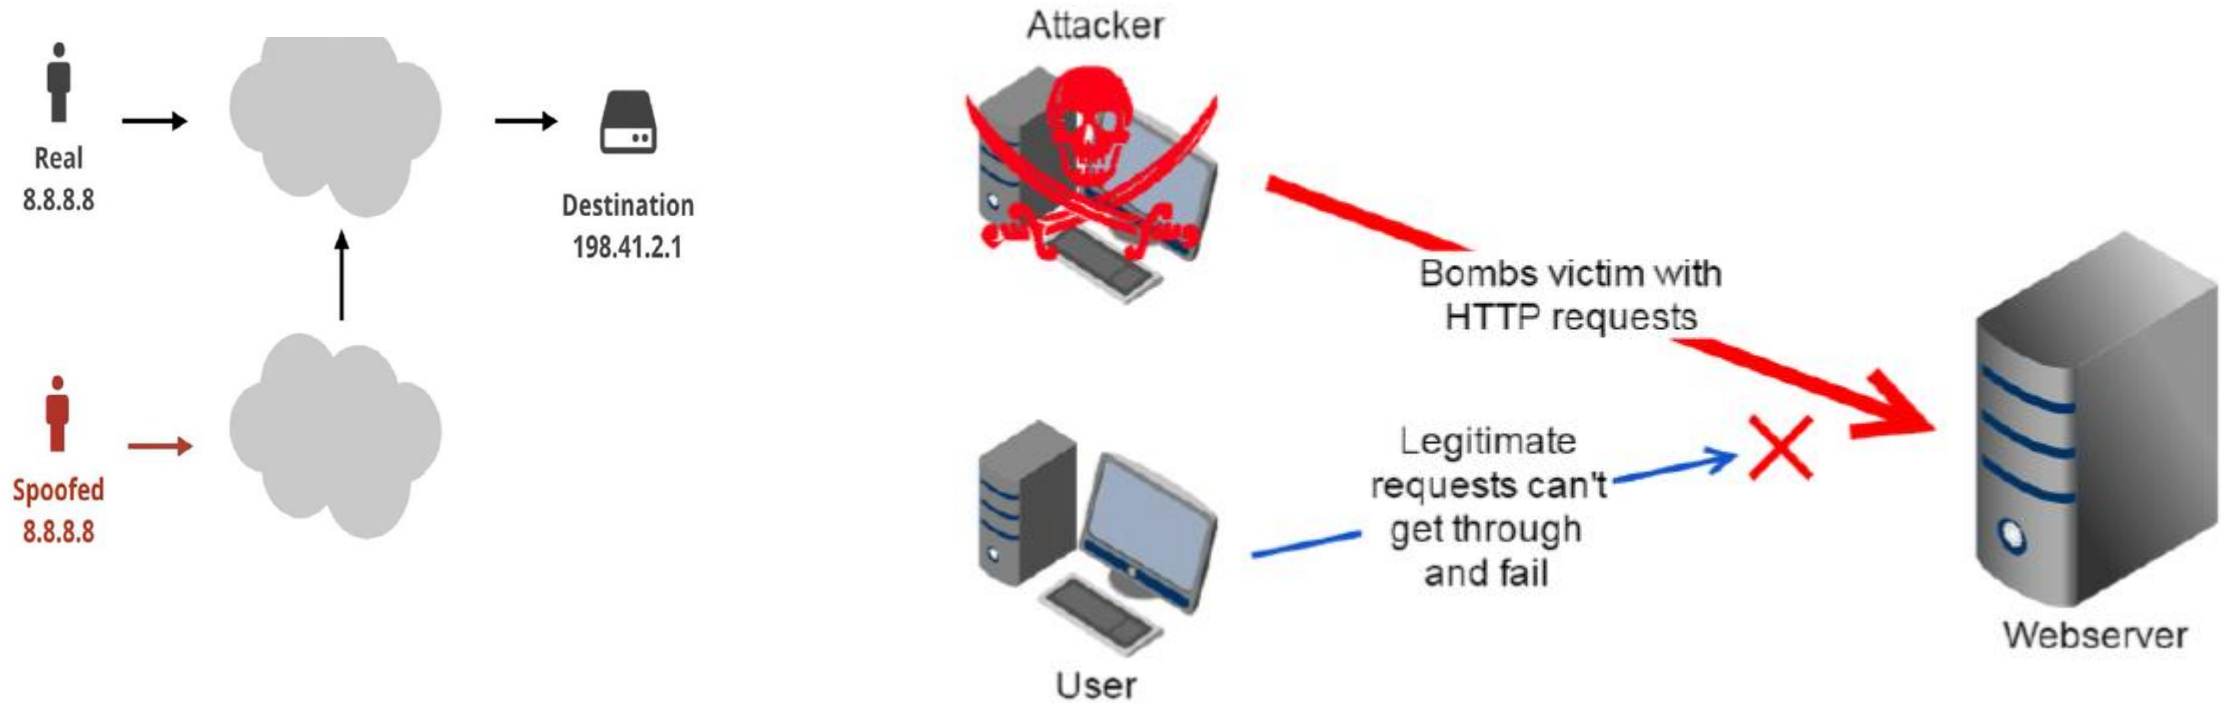 Real
8.8.8.8
Destination
198.41.2.1
Spoofed
8.8.8.8
Attacker
Bombs victim with
HTTP requests
Legitimate
requests can't
get through
and fail
User
Webserver